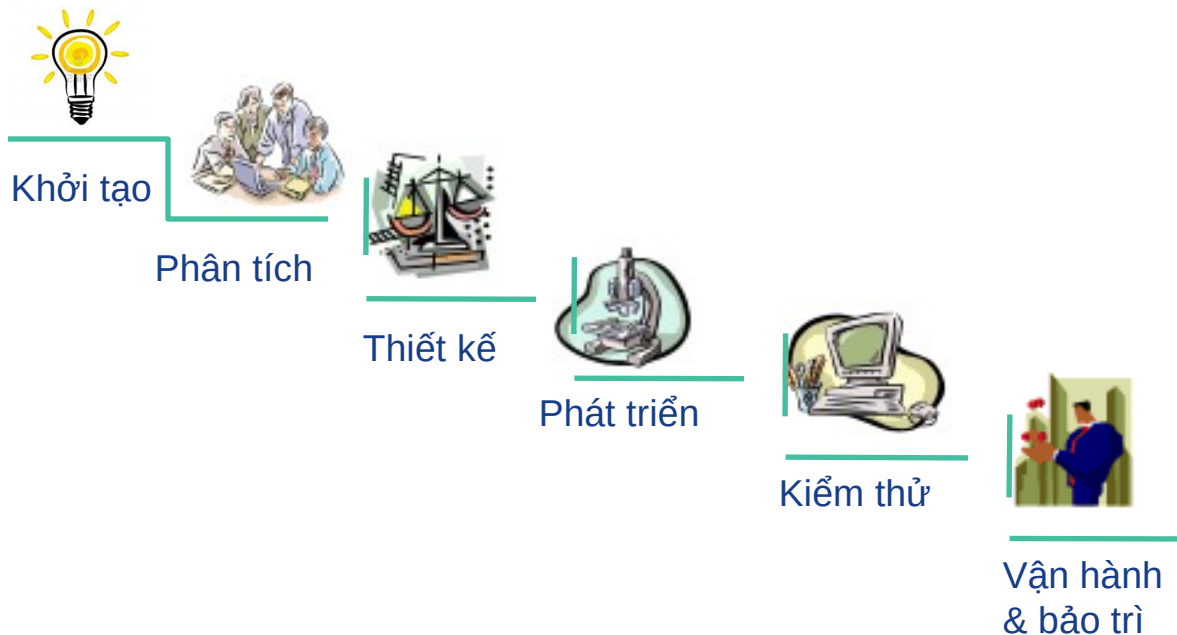 Khởi tạo
Phân tích
Thiết kế
Phát triển
Kiểm thử
Vận hành
& bảo trì